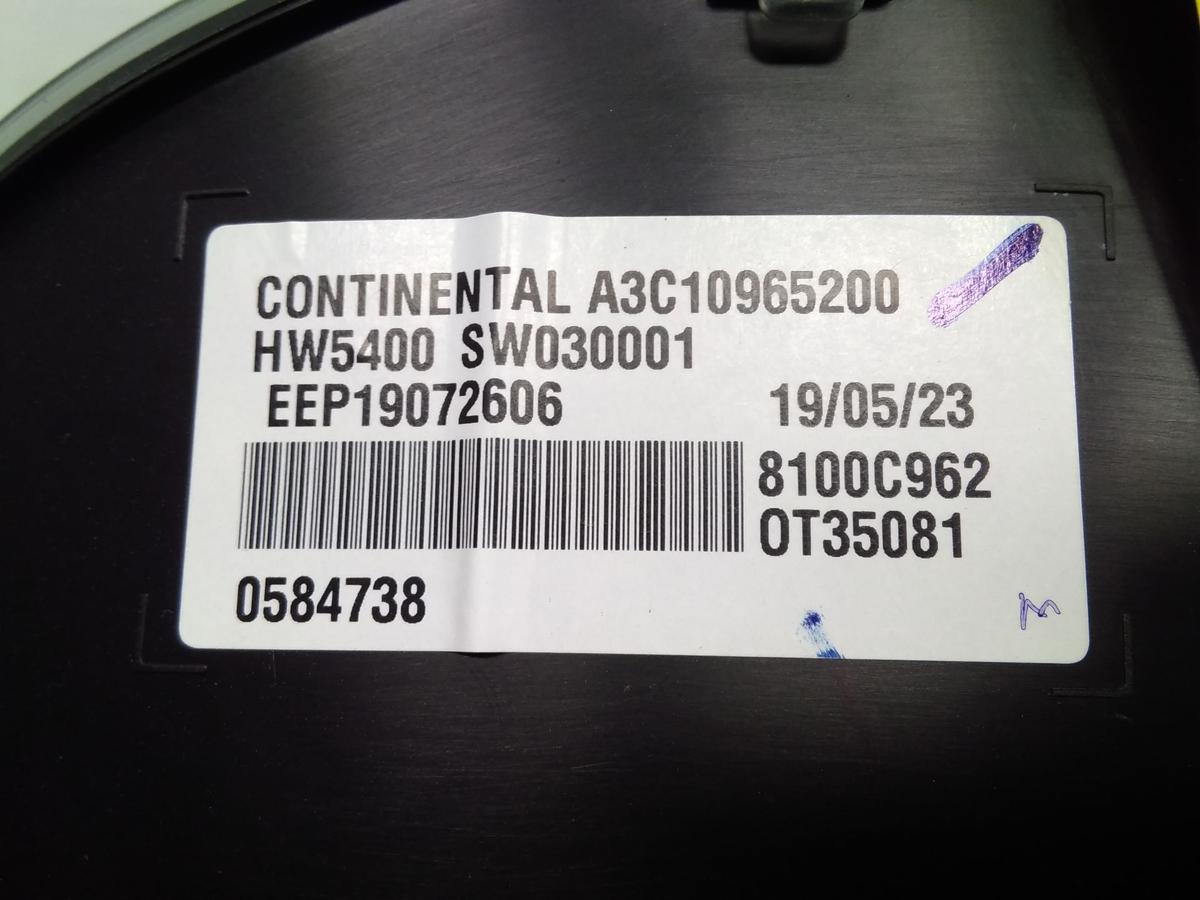 CONTINENTAL A3C10965200
HW5400 SW030001
EEP19072606 19/05/23
8100C962
OT35081
0584738